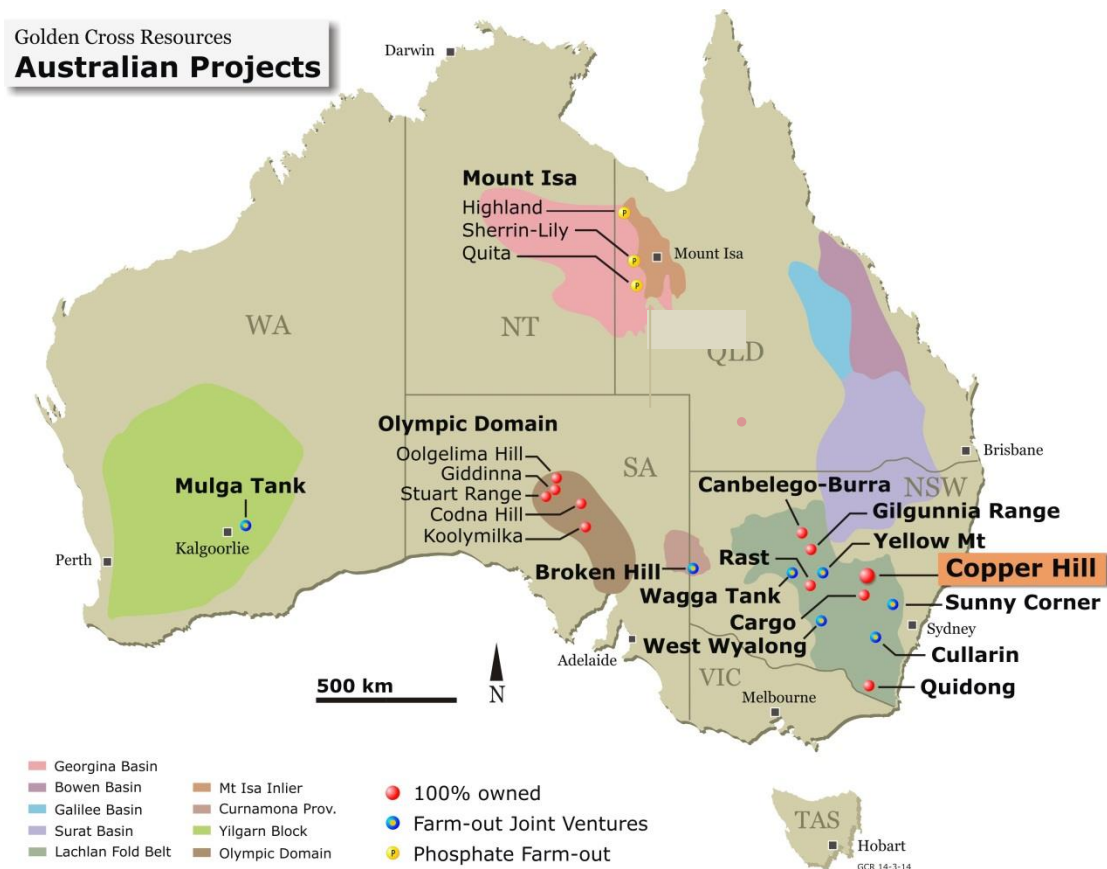 Golden Cross Resources
Australian Projects
Darwin
Mount Isa
Highland
Sherrin-Lily
Quita
P
P
P
Mount Isa
WA
NT
QLD
Olympic Domain
Oolgelima Hill
Giddinna
Stuart Range
Codna Hill
Koolymilka
SA
Brisbane
Mulga Tank
Kalgoorlie
Perth
Canbelego-Burra
NSW
Gilgunnia Range
Yellow Mt
Rast
Broken Hill
Copper Hill
Wagga Tank
Sunny Corner
Cargo
Sydney
West Wyalong
Cullarin
Adelaide
VIC
Quidong
500 km
N
Melbourne
Georgina Basin
Bowen Basin
Galilee Basin
Surat Basin
Lachlan Fold Belt
Mt Isa Inlier
Curnamona Prov.
Yilgarn Block
Olympic Domain
100% owned
Farm-out Joint Ventures
P
Phosphate Farm-out
TAS
Hobart
GCR 14-3-14